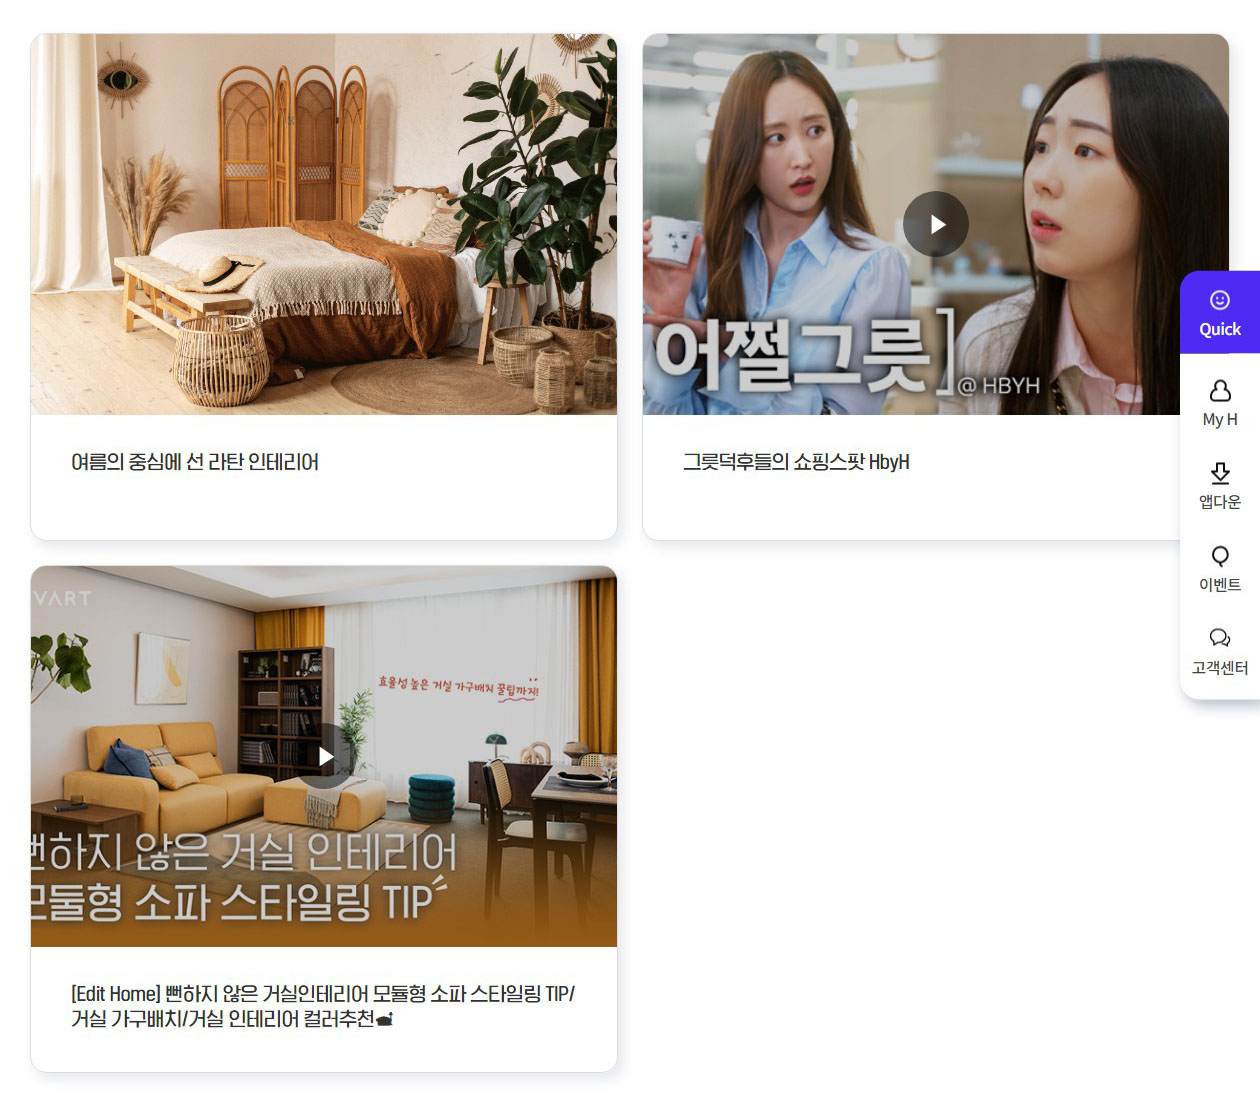 어쩔그릇]
@ HBYH
여름의 중심에 선 라탄 인테리어
그릇덕후들의 쇼핑스팟 HbyH
Quick
My H
앱다운
이벤트
고객센터
VART
효율성 높은 거실 가구배치 꿀팁까지!
뻔하지 않은 거실 인테리어
모듈형 소파 스타일링 TIP
[Edit Home] 뻔하지 않은 거실인테리어 모듈형 소파 스타일링 TIP/
거실 가구배치/거실 인테리어 컬러추천🛋